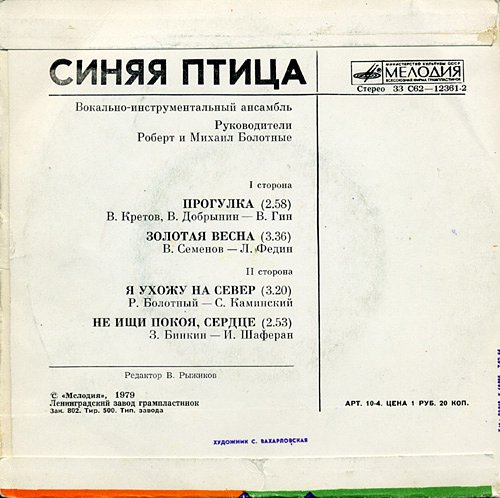 СИНЯЯ ПТИЦА
МИНИСТЕРСТВО КУЛЬТУРЫ СССР
МЕЛОДИЯ
ВСЕСОЮЗНАЯ ФИРМА ГРАМПЛАСТИНОК
Стерео 33 С62—12361-2
Вокально-инструментальный ансамбль
Руководители
Роберт и Михаил Болотные
I сторона
ПРОГУЛКА (2.58)
В. Кретов, В. Добрынин — В. Гин
ЗОЛОТАЯ ВЕСНА (3.36)
В. Семенов — Л. Федин
II сторона
Я УХОЖУ НА СЕВЕР (3.20)
Р. Болотный — С. Каминский
НЕ ИЩИ ПОКОЯ, СЕРДЦЕ (2.53)
З. Бинкин — И. Шаферан
Редактор В. Рыжиков
© «Мелодия», 1979
Ленинградский завод грампластинок
Зак. 802. Тир. 500. Тип. завода
АРТ. 10-4. ЦЕНА 1 РУБ. 20 КОП.
ХУДОЖНИК С. ВАХАРЛОВСКАЯ